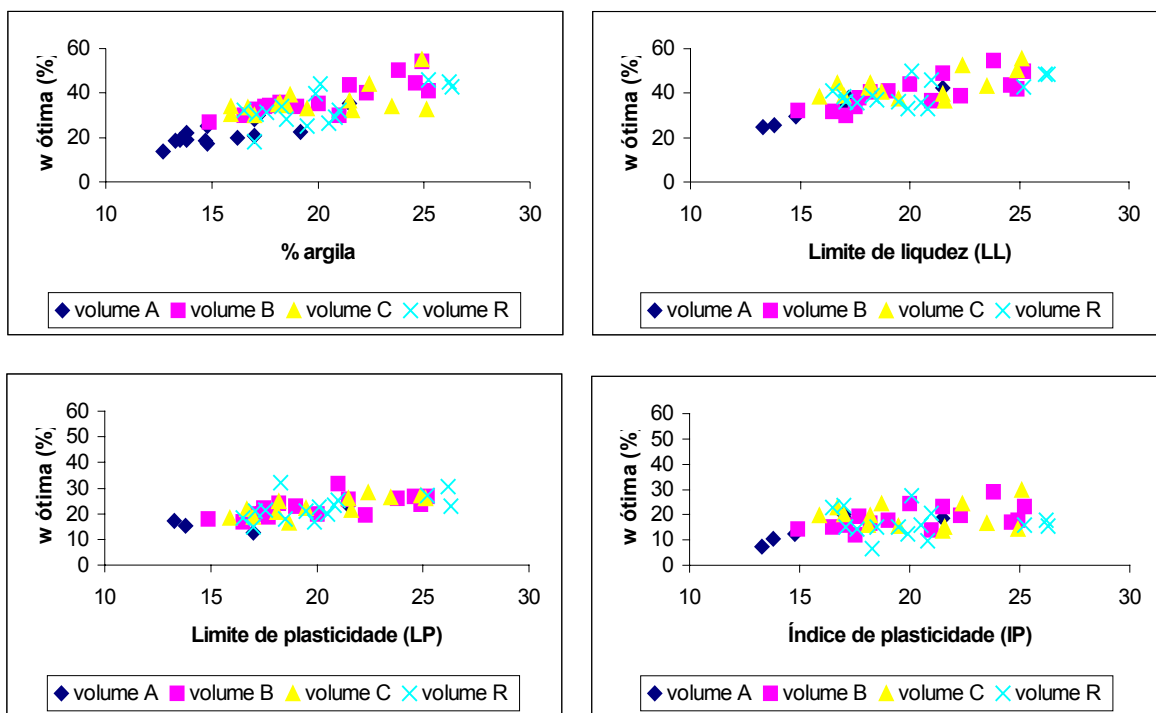 60
40
20
0
10 15 20 25 30
w ótima (%)
% argila
volume A volume B volume C volume R
60
40
20
0
10 15 20 25 30
w ótima (%)
Limite de liqudez (LL)
volume A volume B volume C volume R
60
50
40
30
20
10
0
10 15 20 25 30
w ótima (%)
Limite de plasticidade (LP)
volume A volume B volume C volume R
60
50
40
30
20
10
0
10 15 20 25 30
w ótima (%)
Índice de plasticidade (IP)
volume A volume B volume C volume R